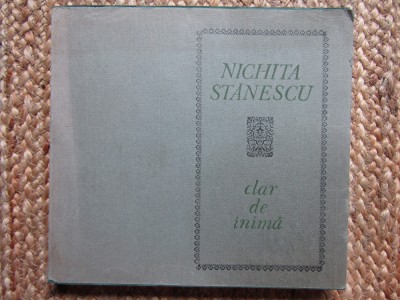 NICHITA
STĂNESCU
clar
de
inimă